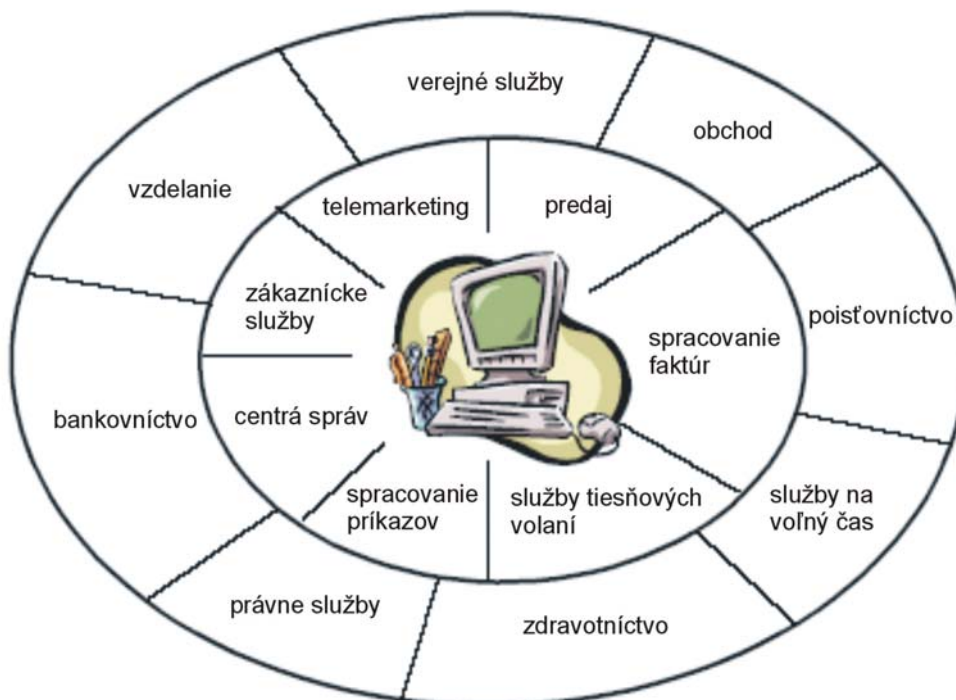 verejné služby
obchod
vzdelanie
telemarketing
predaj
zákaznícke
služby
spracovanie
faktúr
poisťovníctvo
bankovníctvo
centrá správ
spracovanie
príkazov
služby tiesňových
volaní
služby na
voľný čas
právne služby
zdravotníctvo